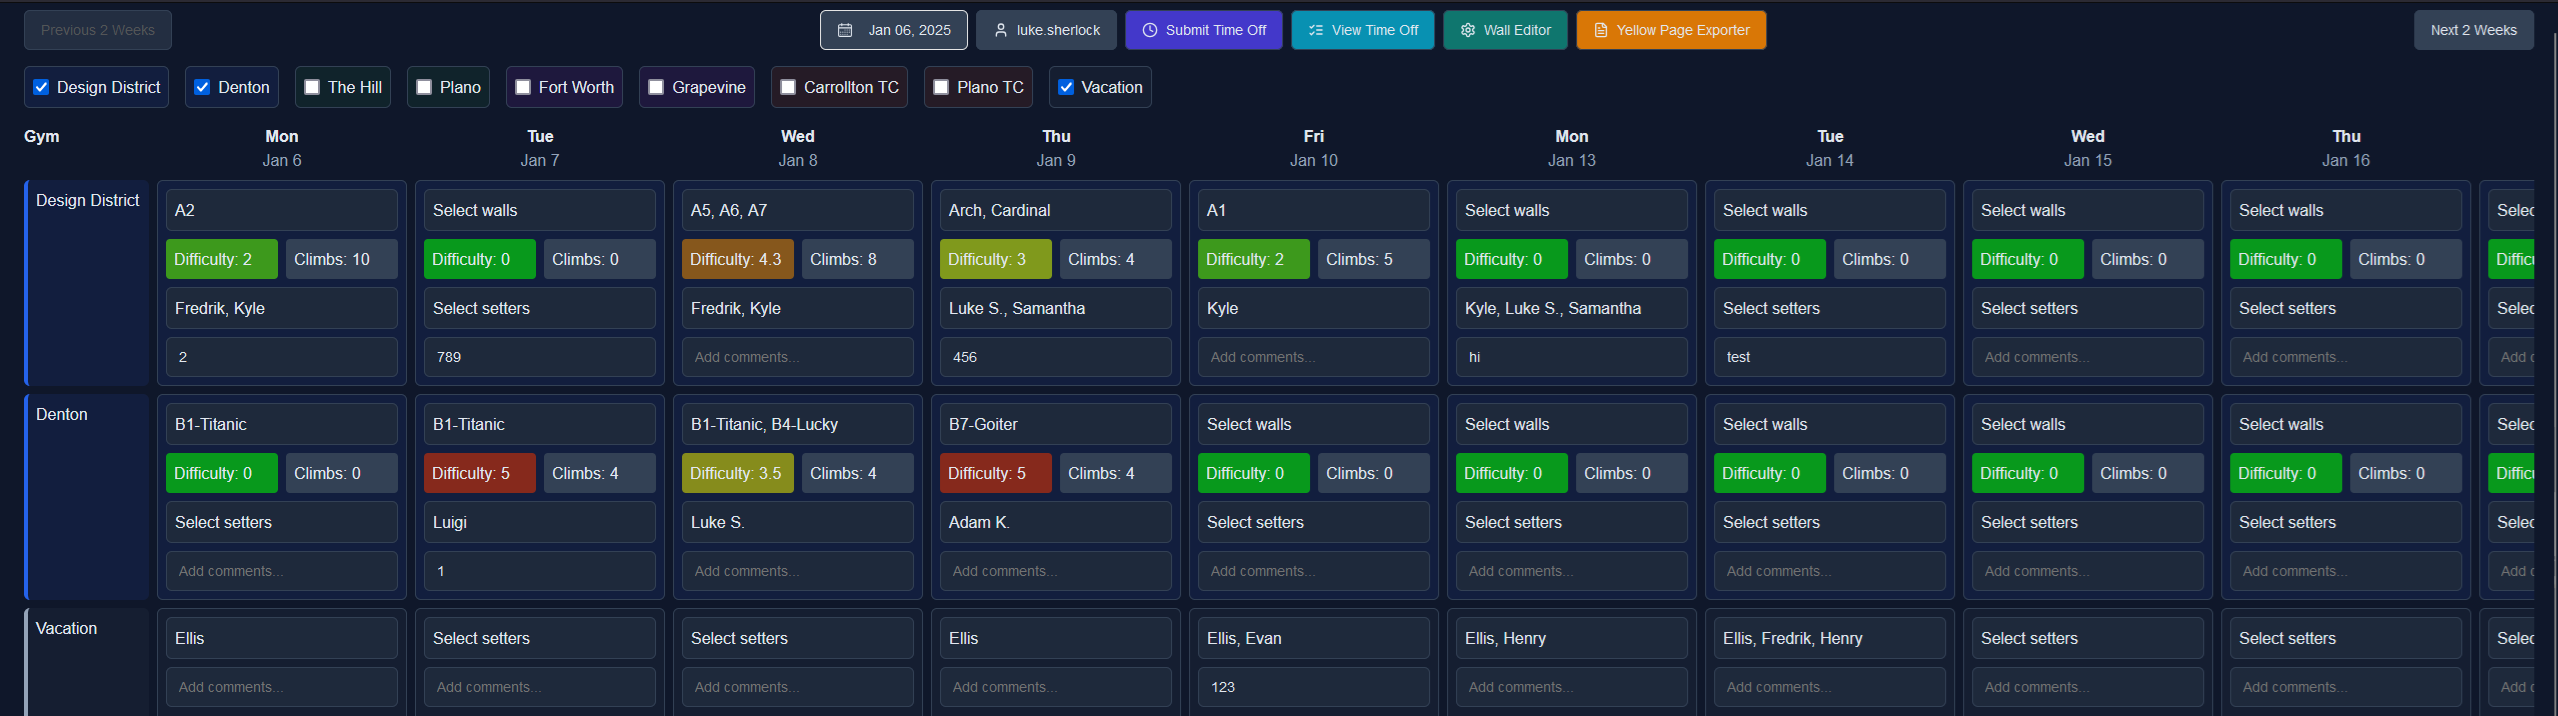 Previous 2 Weeks Jan 06, 2025 luke.sherlock Submit Time Off View Time Off Wall Editor Yellow Page Exporter Next 2 Weeks
Design District Denton The Hill Plano Fort Worth Grapevine Carrollton TC Plano TC Vacation
Gym Mon Tue Wed Thu Fri Mon Tue Wed Thu
Jan 6 Jan 7 Jan 8 Jan 9 Jan 10 Jan 13 Jan 14 Jan 15 Jan 16
Design District A2 Select walls A5, A6, A7 Arch, Cardinal A1 Select walls Select walls Select walls Select walls Selec
Difficulty: 2 Climbs: 10 Difficulty: 0 Climbs: 0 Difficulty: 4.3 Climbs: 8 Difficulty: 3 Climbs: 4 Difficulty: 2 Climbs: 5 Difficulty: 0 Climbs: 0 Difficulty: 0 Climbs: 0 Difficulty: 0 Climbs: 0 Difficulty: 0 Climbs: 0 Diffic
Fredrik, Kyle Select setters Fredrik, Kyle Luke S., Samantha Kyle Kyle, Luke S., Samantha Select setters Select setters Select setters Selec
2 789 Add comments... 456 Add comments... hi test Add comments... Add comments... Add c
Denton B1-Titanic B1-Titanic B1-Titanic, B4-Lucky B7-Goiter Select walls Select walls Select walls Select walls Select walls Selec
Difficulty: 0 Climbs: 0 Difficulty: 5 Climbs: 4 Difficulty: 3.5 Climbs: 4 Difficulty: 5 Climbs: 4 Difficulty: 0 Climbs: 0 Difficulty: 0 Climbs: 0 Difficulty: 0 Climbs: 0 Difficulty: 0 Climbs: 0 Difficulty: 0 Climbs: 0 Diffic
Select setters Luigi Luke S. Adam K. Select setters Select setters Select setters Select setters Select setters Selec
Add comments... 1 Add comments... Add comments... Add comments... Add comments... Add comments... Add comments... Add comments... Add c
Vacation Ellis Select setters Select setters Ellis Ellis, Evan Ellis, Henry Ellis, Fredrik, Henry Select setters Select setters Selec
Add comments... Add comments... Add comments... Add comments... 123 Add comments... Add comments... Add comments... Add comments... Add c